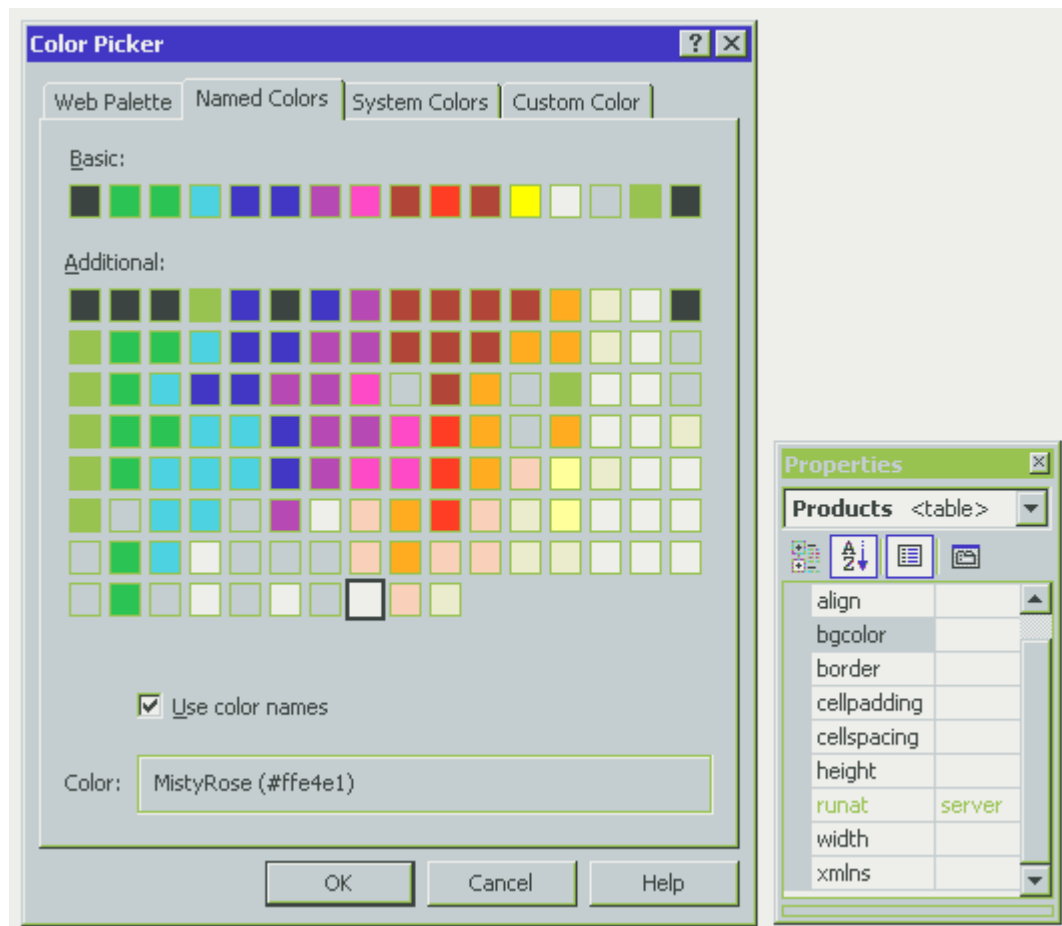 Color Picker
Web Palette Named Colors System Colors Custom Color
Basic:
Additional:
Use color names
Color: MistyRose (#ffe4e1)
OK Cancel Help
Properties
Products <table>
align
bgcolor
border
cellpadding
cellspacing
height
runat server
width
xmlns